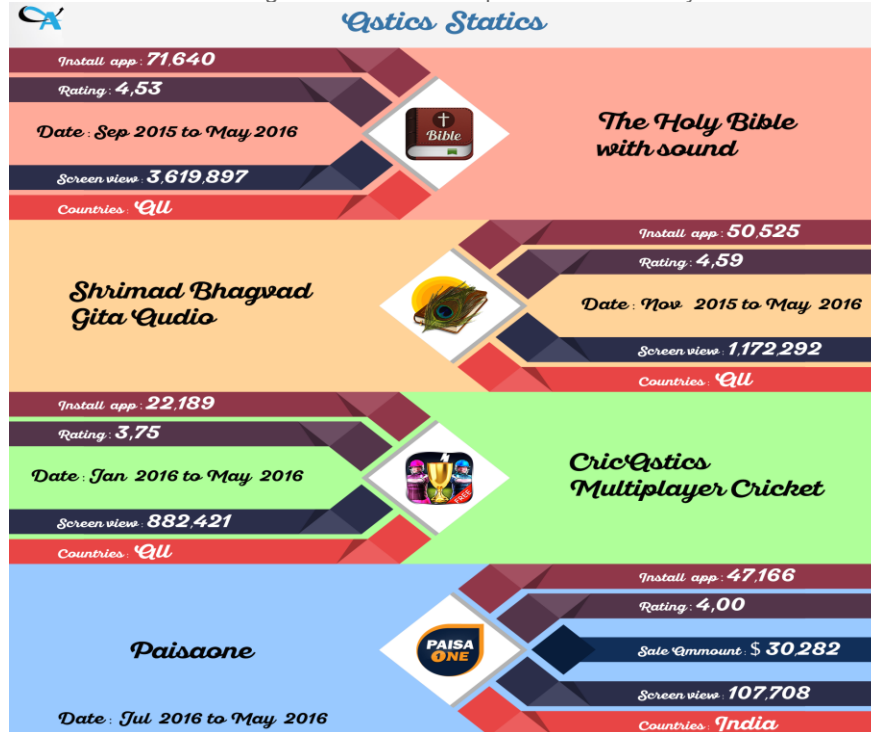 Astics Statics
Install app : 71,640
Rating : 4,53
Date : Sep 2015 to May 2016
Screen view : 3,619,897
Countries : All
Bible
The Holy Bible
with sound
Shrimad Bhagvad
Gita Audio
Install app : 50,525
Rating : 4,59
Date : Nov 2015 to May 2016
Screen view : 1,172,292
Countries : All
Install app : 22,189
Rating : 3,75
Date : Jan 2016 to May 2016
Screen view : 882,421
Countries : All
FREE
CricAstics
Multiplayer Cricket
Paisaone
Date : Jul 2016 to May 2016
PAISA
ONE
Install app : 47,166
Rating : 4,00
Sale Ammount : $ 30,282
Screen view : 107,708
Countries : India